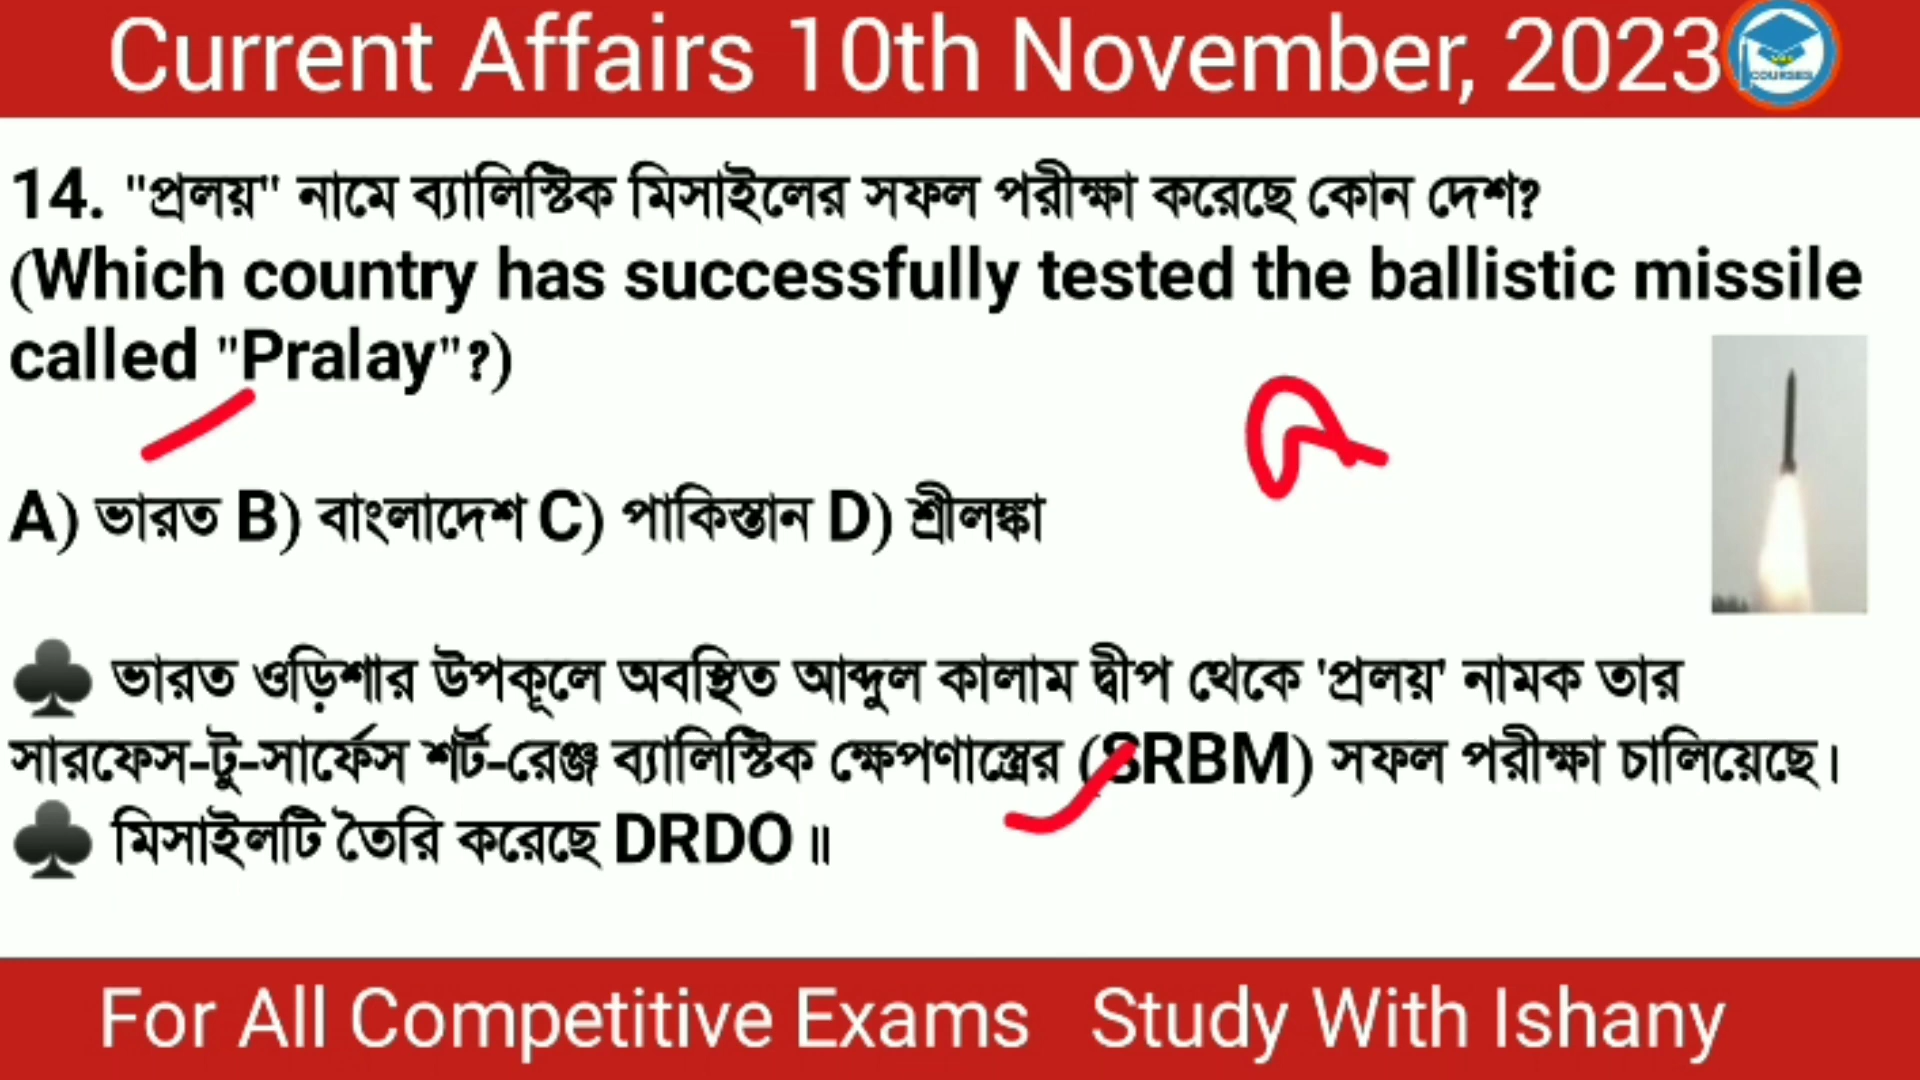 Current Affairs 10th November, 2023
COURSES
14. "প্রলয়" নামে ব্যালিস্টিক মিসাইলের সফল পরীক্ষা করেছে কোন দেশ?
(Which country has successfully tested the ballistic missile
called "Pralay"?)
A) ভারত B) বাংলাদেশ C) পাকিস্তান D) শ্রীলঙ্কা
♣ ভারত ওড়িশার উপকূলে অবস্থিত আব্দুল কালাম দ্বীপ থেকে 'প্রলয়' নামক তার
সারফেস-টু-সার্ফেস শর্ট-রেঞ্জ ব্যালিস্টিক ক্ষেপণাস্ত্রের (SRBM) সফল পরীক্ষা চালিয়েছে।
♣ মিসাইলটি তৈরি করেছে DRDO॥
For All Competitive Exams Study With Ishany